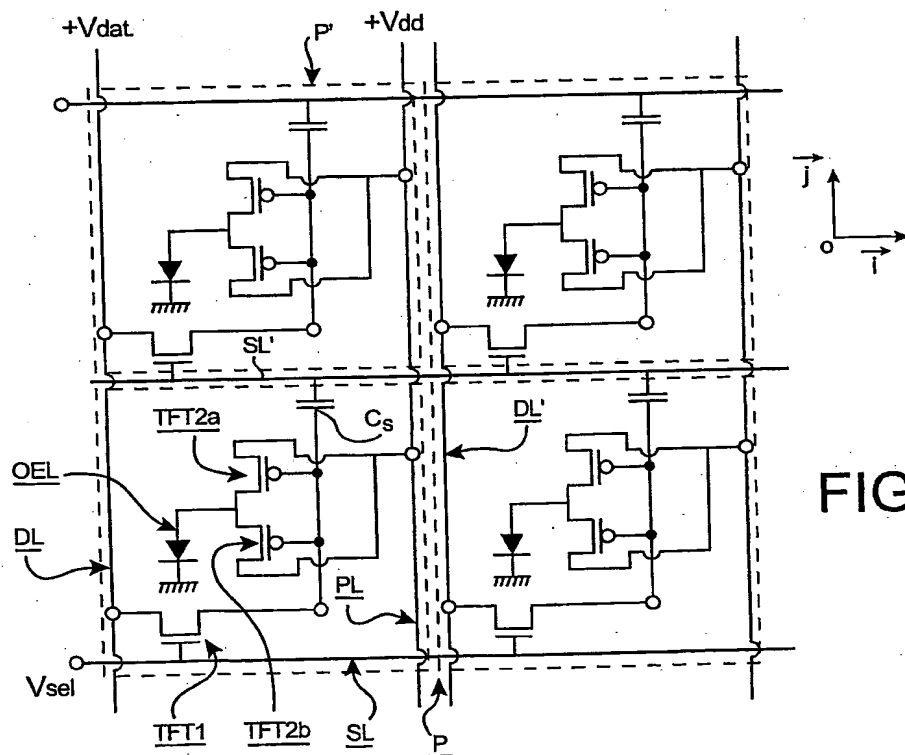 +Vdat.
P'
+Vdd
j
o
i
SL'
TFT2a
Cs
DL'
OEL
DL
FIG
PL
Vsel
TFT1
TFT2b
SL
P